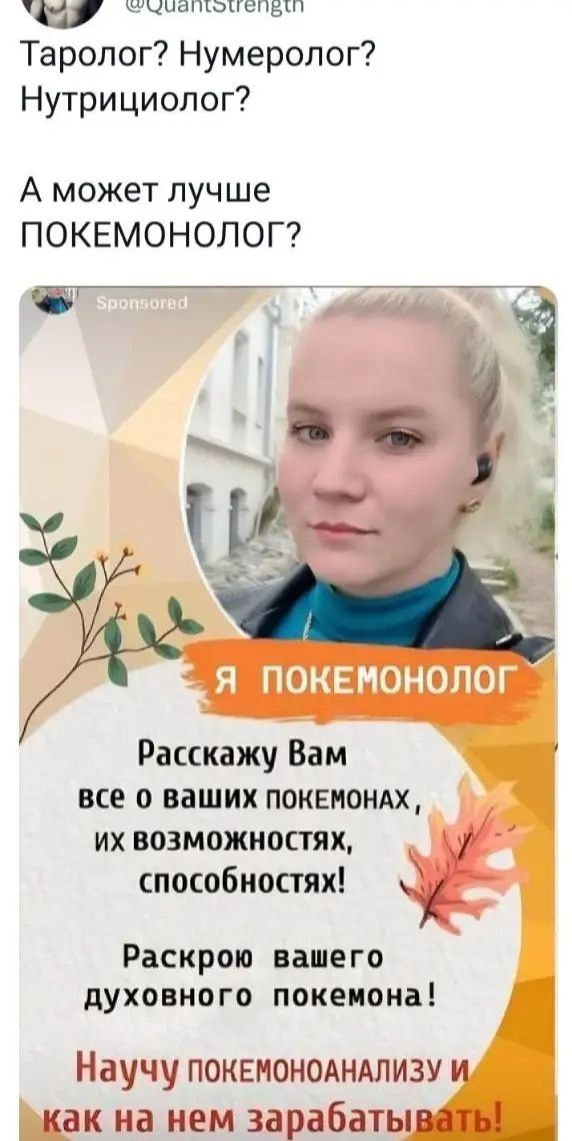 @QuantStrength
Таролог? Нумеролог?
Нутрициолог?
А может лучше
ПОКЕМОНОЛОГ?
Sponsored
Я ПОКЕМОНОЛОГ
Расскажу Вам
все о ваших ПОКЕМОНАХ,
их возможностях,
способностях!
Раскрою вашего
духовного покемона!
Научу ПОКЕМОНОАНАЛИЗУ и
как на нем зарабатывать!